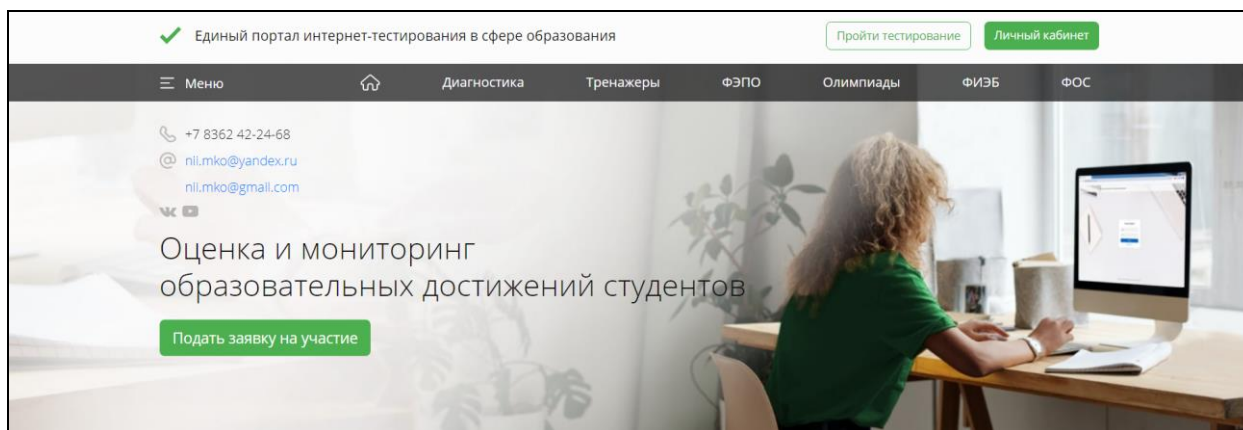 Единый портал интернет-тестирования в сфере образования
Пройти тестирование
Личный кабинет
Меню
Диагностика
Тренажеры
ФЭПО
Олимпиады
ФИЭБ
ФОС
+7 8362 42-24-68
nii.mko@yandex.ru
nii.mko@gmail.com
Оценка и мониторинг
образовательных достижений студентов
Подать заявку на участие